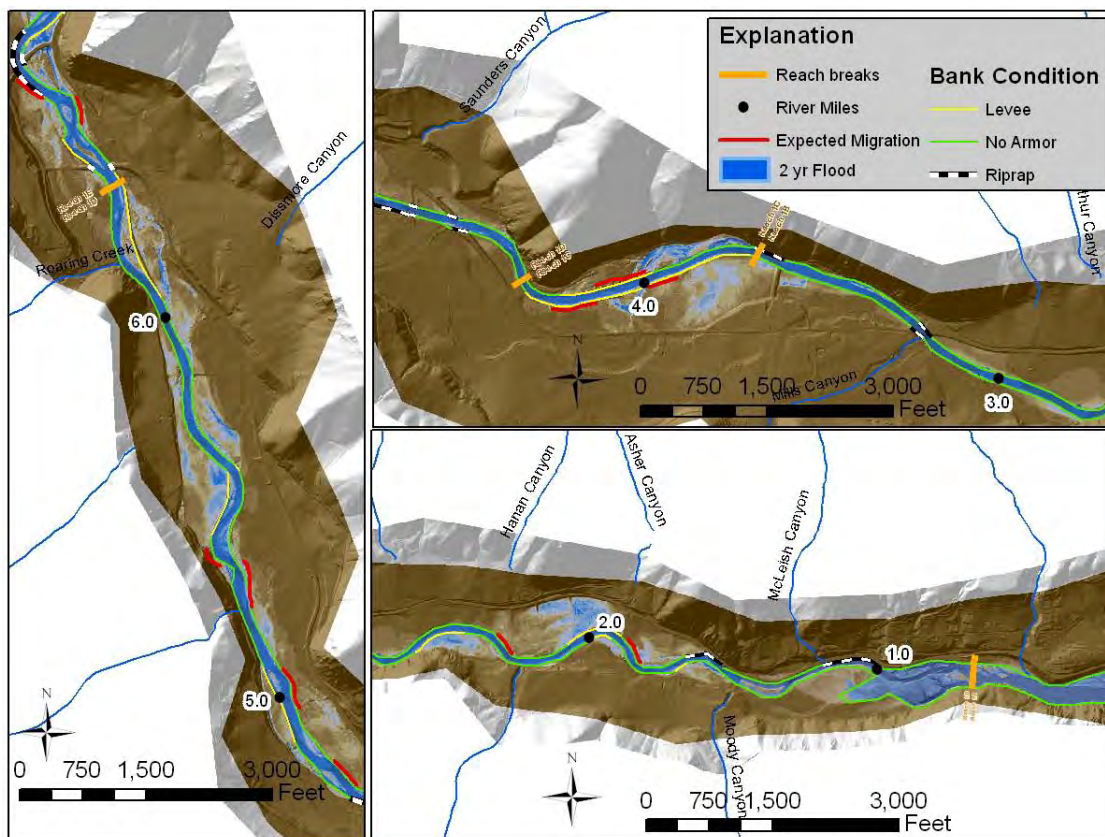 Dissmore Canyon
Roaring Creek
6.0
5.0
N
0 750 1,500 3,000
Feet
Saunders Canyon
Explanation
Reach breaks
River Miles
Expected Migration
2 yr Flood
Bank Condition
Levee
No Armor
Riprap
thur Canyon
4.0
Mills Canyon
3.0
N
0 750 1,500 3,000
Feet
Hanan Canyon
Asher Canyon
McLeish Canyon
2.0
1.0
Moody Canyon
N
0 750 1,500 3,000
Feet